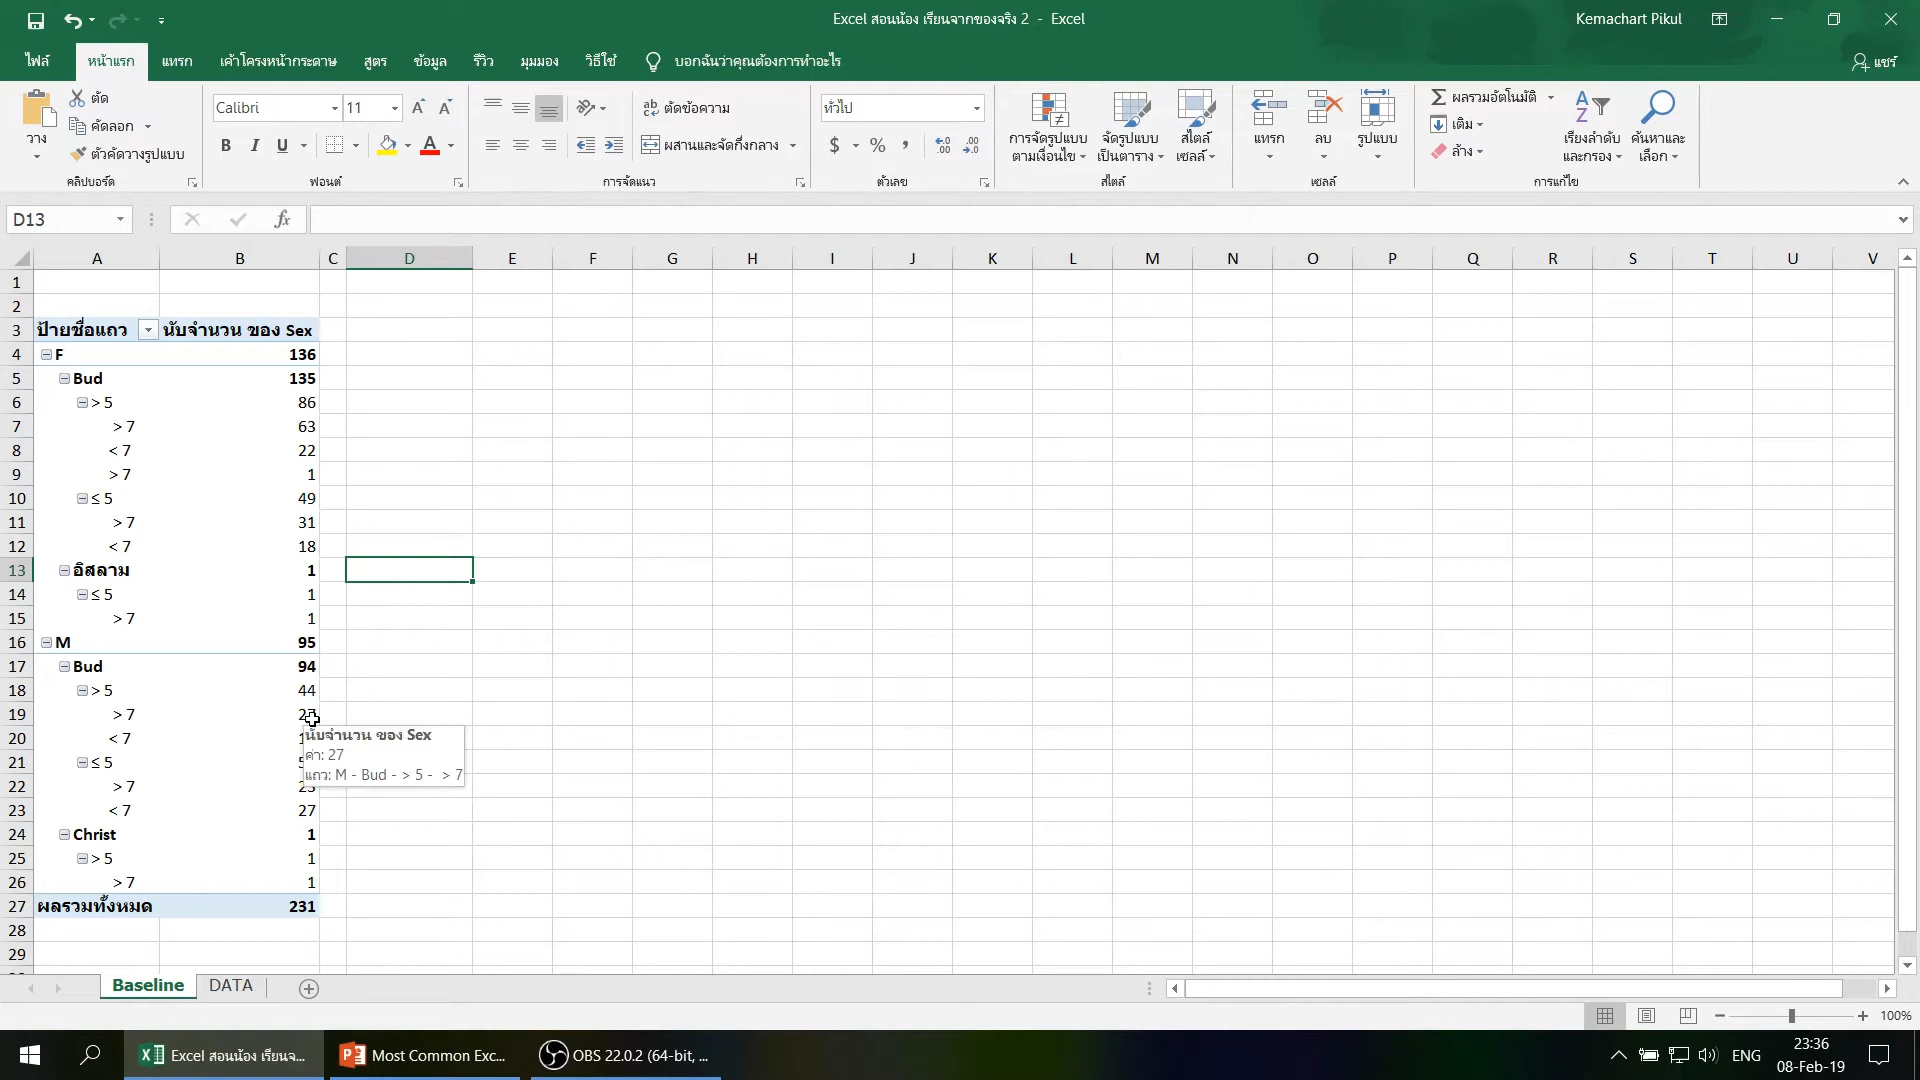 Excel สอนน้อง เรียนจากของจริง 2 - Excel
Kemachart Pikul
ไฟล์ หน้าแรก แทรก เค้าโครงหน้ากระดาษ สูตร ข้อมูล รีวิว มุมมอง วิธีใช้ บอกฉันว่าคุณต้องการทำอะไร แชร์
วาง
ตัด
คัดลอก
ตัวคัดวางรูปแบบ
คลิปบอร์ด
Calibri 11
B I U
ฟอนต์
ตัดข้อความ
ผสานและจัดกึ่งกลาง
การจัดแนว
ทั่วไป
$ %
ตัวเลข
การจัดรูปแบบ
ตามเงื่อนไข
จัดรูปแบบ
เป็นตาราง
สไตล์
เซลล์
สไตล์
แทรก
ลบ
รูปแบบ
เซลล์
ผลรวมอัตโนมัติ
เติม
ล้าง
เรียงลำดับ
และกรอง
ค้นหาและ
เลือก
การแก้ไข
D13 fx
A B C D E F G H I J K L M N O P Q R S T U V
1
2
3 ป้ายชื่อแถว นับจำนวน ของ Sex
4 F 136
5 Bud 135
6 > 5 86
7 > 7 63
8 < 7 22
9 > 7 1
10 ≤ 5 49
11 > 7 31
12 < 7 18
13 อิสลาม 1
14 ≤ 5 1
15 > 7 1
16 M 95
17 Bud 94
18 > 5 44
19 > 7 27
20 < 7
21 ≤ 5
22 > 7
23 < 7 27
24 Christ 1
25 > 5 1
26 > 7 1
27 ผลรวมทั้งหมด 231
28
29
นับจำนวน ของ Sex
ค่า: 27
แถว: M - Bud - > 5 - > 7
Baseline DATA
100%
Excel สอนน้อง เรียนจ...
Most Common Exc...
OBS 22.0.2 (64-bit, ...
ENG
23:36
08-Feb-19